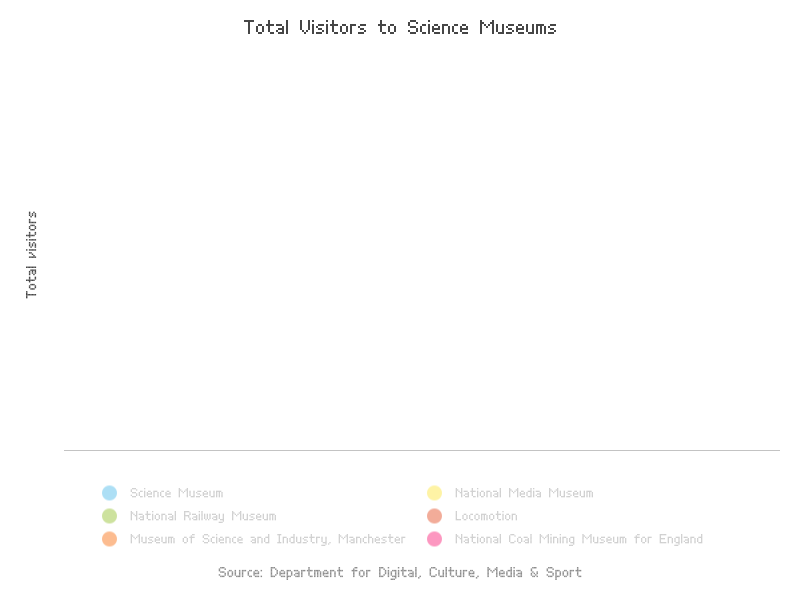 Total Visitors to Science Museums
Total visitors
Science Museum
National Media Museum
National Railway Museum
Locomotion
Museum of Science and Industry, Manchester
National Coal Mining Museum for England
Source: Department for Digital, Culture, Media & Sport